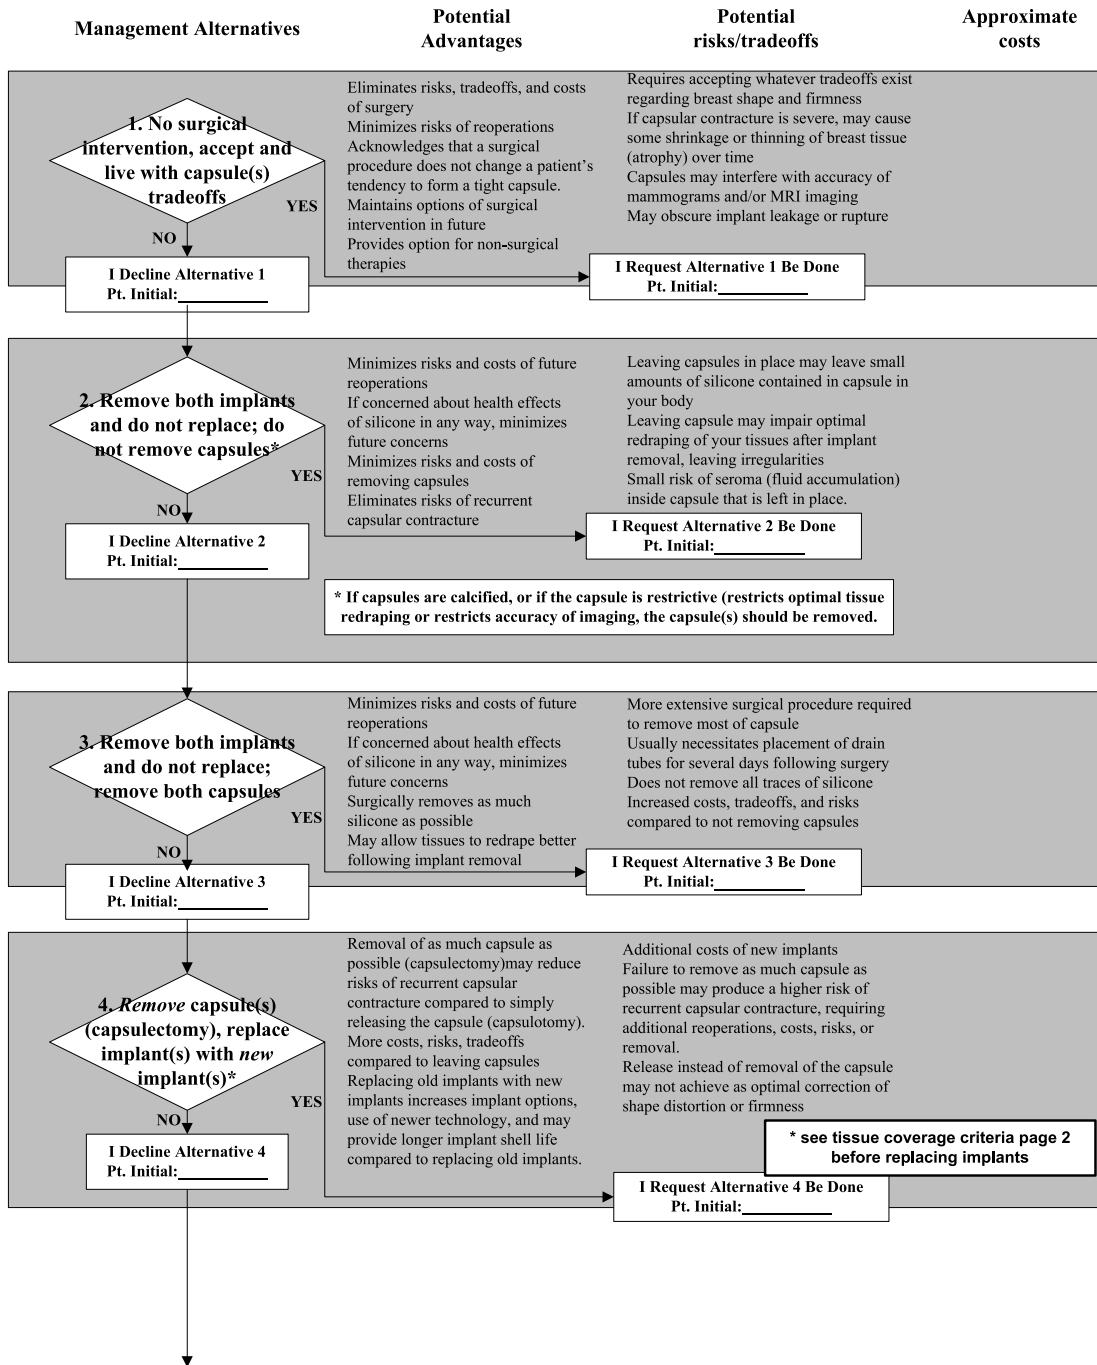 Management Alternatives
Potential
Advantages
Potential
risks/tradeoffs
Approximate
costs
1. No surgical
intervention, accept and
live with capsule(s)
tradeoffs
YES
NO
Eliminates risks, tradeoffs, and costs
of surgery
Minimizes risks of reoperations
Acknowledges that a surgical
procedure does not change a patient’s
tendency to form a tight capsule.
Maintains options of surgical
intervention in future
Provides option for non-surgical
therapies
Requires accepting whatever tradeoffs exist
regarding breast shape and firmness
If capsular contracture is severe, may cause
some shrinkage or thinning of breast tissue
(atrophy) over time
Capsules may interfere with accuracy of
mammograms and/or MRI imaging
May obscure implant leakage or rupture
I Decline Alternative 1
Pt. Initial:__________
I Request Alternative 1 Be Done
Pt. Initial:__________
2. Remove both implants
and do not replace; do
not remove capsules*
YES
NO
Minimizes risks and costs of future
reoperations
If concerned about health effects
of silicone in any way, minimizes
future concerns
Minimizes risks and costs of
removing capsules
Eliminates risks of recurrent
capsular contracture
Leaving capsules in place may leave small
amounts of silicone contained in capsule in
your body
Leaving capsule may impair optimal
redraping of your tissues after implant
removal, leaving irregularities
Small risk of seroma (fluid accumulation)
inside capsule that is left in place.
I Decline Alternative 2
Pt. Initial:__________
I Request Alternative 2 Be Done
Pt. Initial:__________
* If capsules are calcified, or if the capsule is restrictive (restricts optimal tissue
redraping or restricts accuracy of imaging, the capsule(s) should be removed.
3. Remove both implants
and do not replace;
remove both capsules
YES
NO
Minimizes risks and costs of future
reoperations
If concerned about health effects
of silicone in any way, minimizes
future concerns
Surgically removes as much
silicone as possible
May allow tissues to redrape better
following implant removal
More extensive surgical procedure required
to remove most of capsule
Usually necessitates placement of drain
tubes for several days following surgery
Does not remove all traces of silicone
Increased costs, tradeoffs, and risks
compared to not removing capsules
I Decline Alternative 3
Pt. Initial:__________
I Request Alternative 3 Be Done
Pt. Initial:__________
4. Remove capsule(s)
(capsulectomy), replace
implant(s) with new
implant(s)*
YES
NO
Removal of as much capsule as
possible (capsulectomy)may reduce
risks of recurrent capsular
contracture compared to simply
releasing the capsule (capsulotomy).
More costs, risks, tradeoffs
compared to leaving capsules
Replacing old implants with new
implants increases implant options,
use of newer technology, and may
provide longer implant shell life
compared to replacing old implants.
Additional costs of new implants
Failure to remove as much capsule as
possible may produce a higher risk of
recurrent capsular contracture, requiring
additional reoperations, costs, risks, or
removal.
Release instead of removal of the capsule
may not achieve as optimal correction of
shape distortion or firmness
* see tissue coverage criteria page 2
before replacing implants
I Decline Alternative 4
Pt. Initial:__________
I Request Alternative 4 Be Done
Pt. Initial:__________